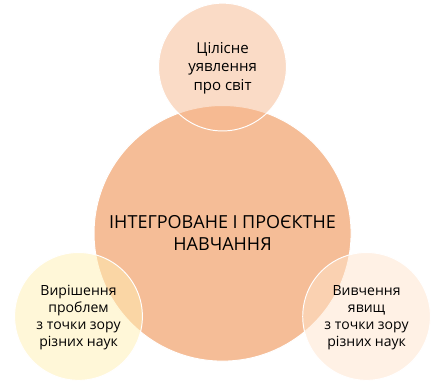 Цілісне
уявлення
про світ
ІНТЕГРОВАНЕ І ПРОЄКТНЕ
НАВЧАННЯ
Вирішення
проблем
з точки зору
різних наук
Вивчення
явищ
з точки зору
різних наук